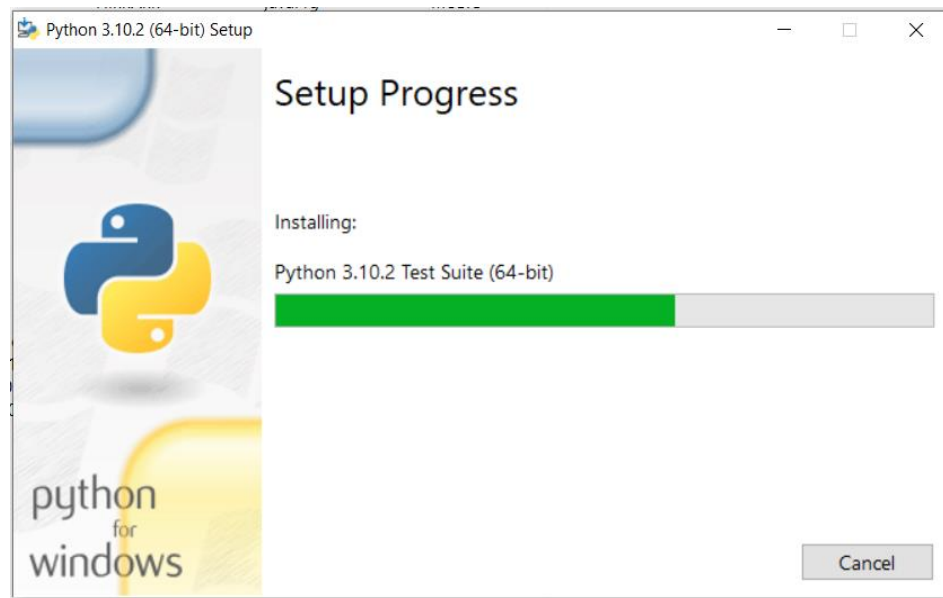 Python 3.10.2 (64-bit) Setup
Setup Progress
Installing:
Python 3.10.2 Test Suite (64-bit)
python
for
windows
Cancel